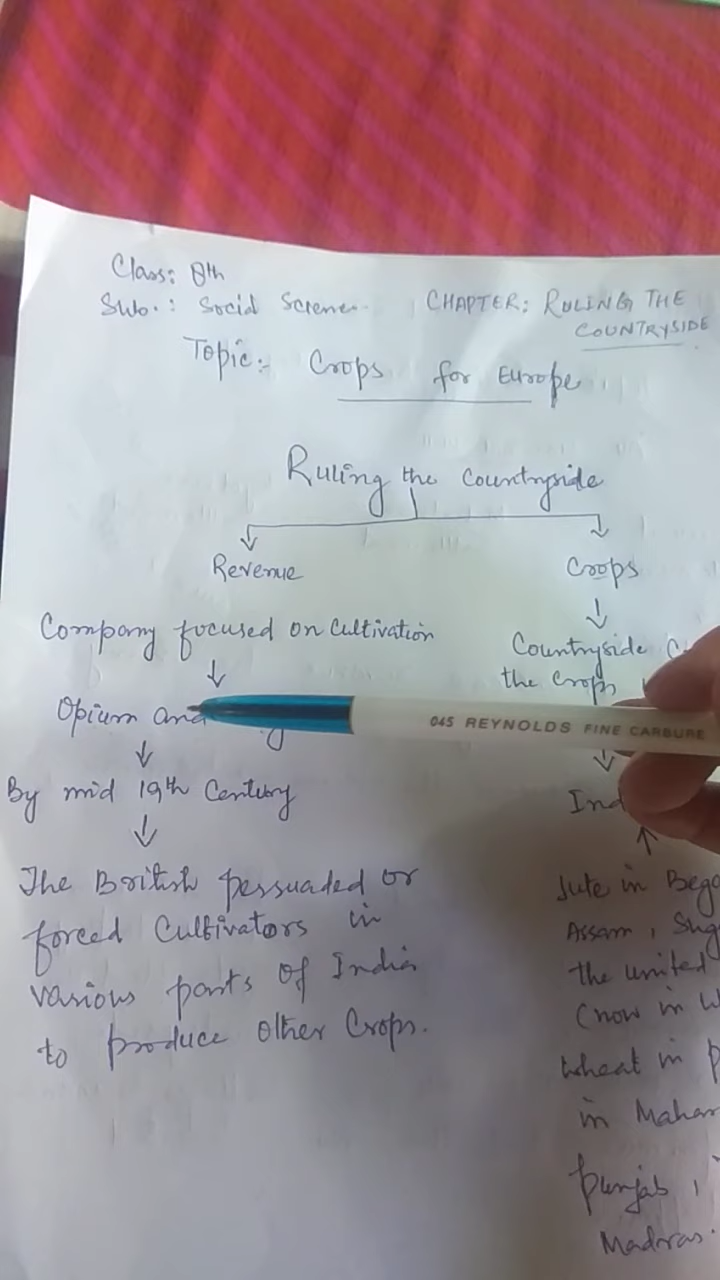 Class: 8th
Sub.: Social Science. CHAPTER: RULING THE
COUNTRYSIDE
Topic:- Crops for Europe
Ruling the Countryside
Revenue Crops
Company focused on Cultivation
Countryside
the Crops
Opium and
045 REYNOLDS FINE CARBURE
By mid 19th Century
Ind
The British persuaded or
forced Cultivators in
various parts of India
to produce other Crops.
Jute in Bega
Assam, Sug
the united
(now in
wheat in P
in Mahar
Punjab,
Madras.